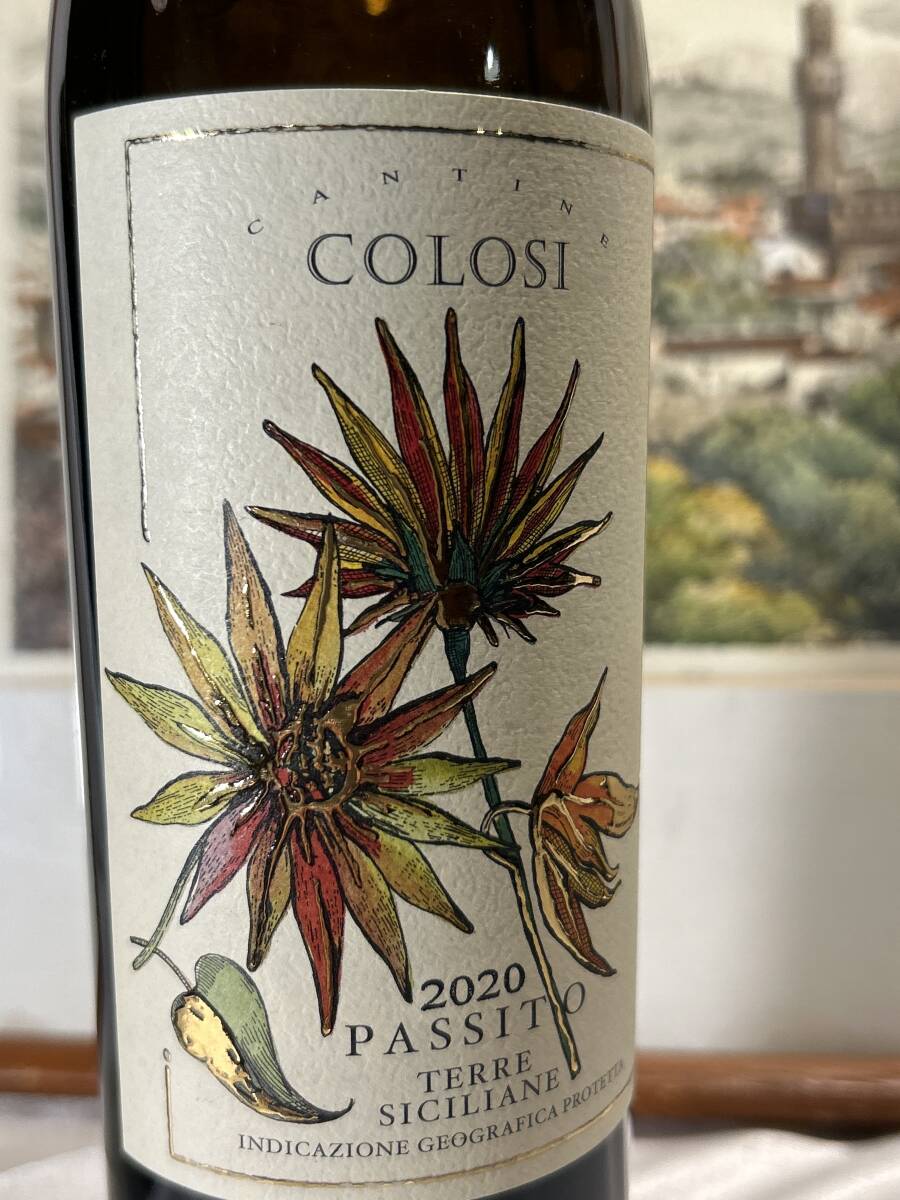 CANTINE
COLOSI
2020
PASSITO
TERRE
SICILIANE
INDICAZIONE GEOGRAFICA PROTETTA